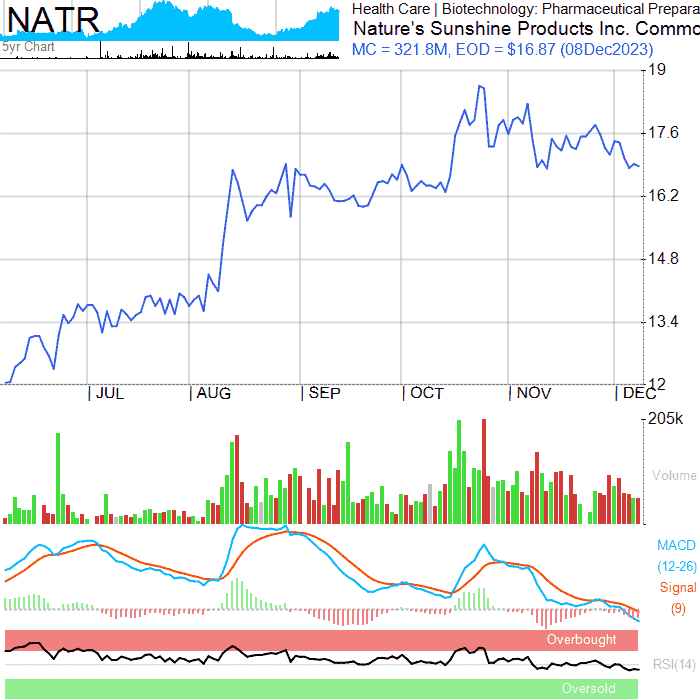 NATR
5yr Chart
Health Care | Biotechnology: Pharmaceutical Prepara
Nature's Sunshine Products Inc. Commo
MC = 321.8M, EOD = $16.87 (08Dec2023)
19
17.6
16.2
14.8
13.4
12
JUL
AUG
SEP
OCT
NOV
DEC
205k
Volume
MACD
(12-26)
Signal
(9)
Overbought
RSI(14)
Oversold